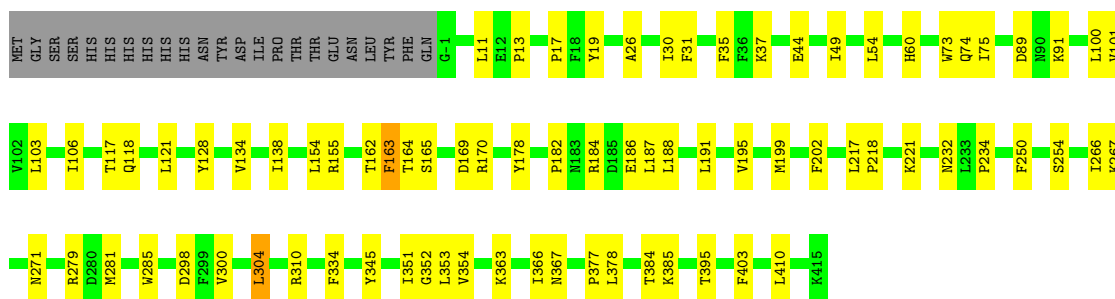 MET GLY SER SER HIS HIS HIS HIS HIS HIS ASN TYR ASP ILE PRO THR THR GLU ASN LEU TYR PHE GLN G-1 L11 E12 P13 P17 F18 Y19 A26 I30 F31 F35 F36 K37 E44 I49 L54 H60 W73 Q74 I75 D89 N90 K91 L100 V101
V102 L103 I106 T117 Q118 L121 Y128 V134 I138 L154 R155 T162 F163 T164 S165 D169 R170 Y178 P182 N183 R184 D185 E186 L187 L188 L191 V195 M199 F202 L217 P218 K221 N232 L233 P234 F250 S254 I266 K267
N271 R279 D280 M281 W285 D298 F299 V300 L304 R310 F334 Y345 I351 G352 L353 V354 K363 I366 N367 P377 L378 T384 K385 T395 F403 L410 K415